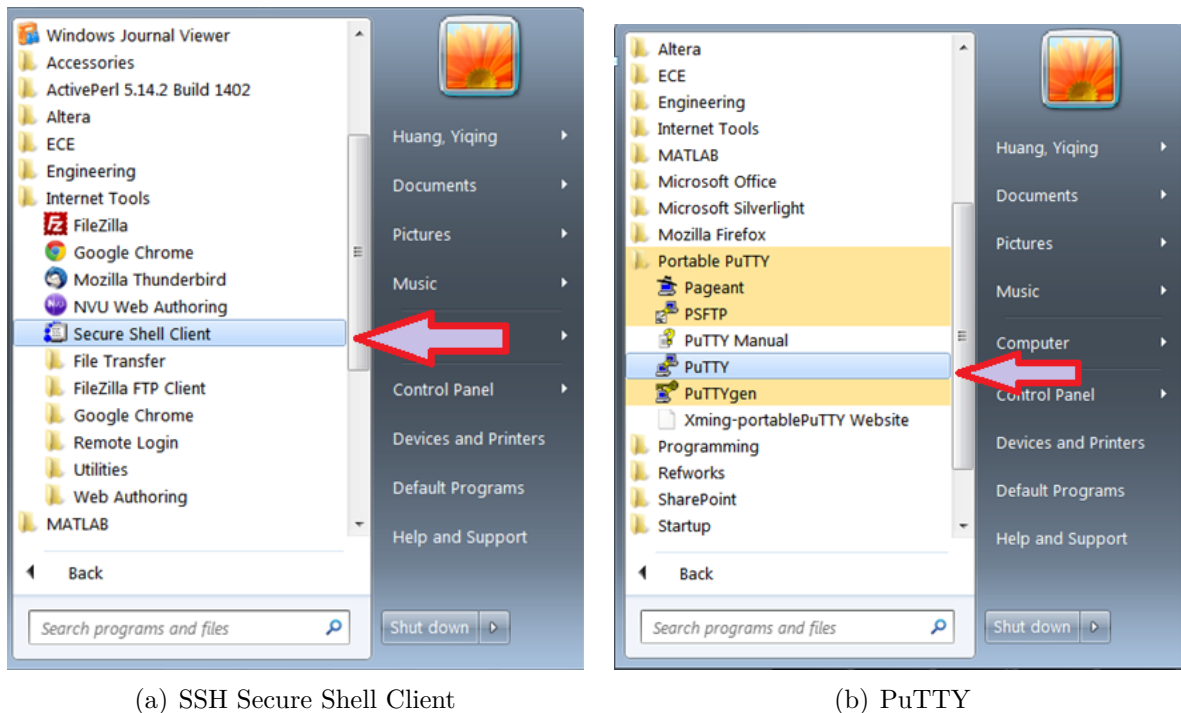 Windows Journal Viewer
Accessories
ActivePerl 5.14.2 Build 1402
Altera
ECE
Engineering
Internet Tools
FileZilla
Google Chrome
Mozilla Thunderbird
NVU Web Authoring
Secure Shell Client
File Transfer
FileZilla FTP Client
Google Chrome
Remote Login
Utilities
Web Authoring
MATLAB
Back
Search programs and files
Huang, Yiqing
Documents
Pictures
Music
Control Panel
Devices and Printers
Default Programs
Help and Support
Shut down
(a) SSH Secure Shell Client
Altera
ECE
Engineering
Internet Tools
MATLAB
Microsoft Office
Microsoft Silverlight
Mozilla Firefox
Portable PuTTY
Pageant
PSFTP
PuTTY Manual
PuTTY
PuTTYgen
Xming-portablePuTTY Website
Programming
Refworks
SharePoint
Startup
Back
Search programs and files
Huang, Yiqing
Documents
Pictures
Music
Computer
Control Panel
Devices and Printers
Default Programs
Help and Support
Shut down
(b) PuTTY